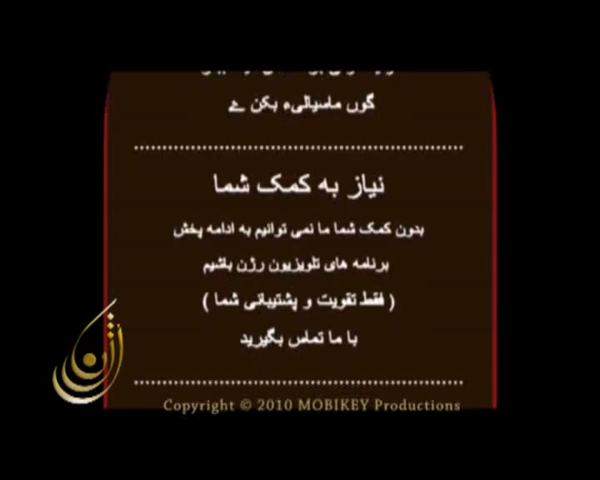 گوں ماسیالیء بکن ے
نیاز به کمک شما
بدون کمک شما ما نمی توانیم به ادامه پخش
برنامه های تلویزیون رژن باشیم
( فقط تقویت و پشتیبانی شما )
با ما تماس بگیرید
Copyright © 2010 MOBIKEY Productions